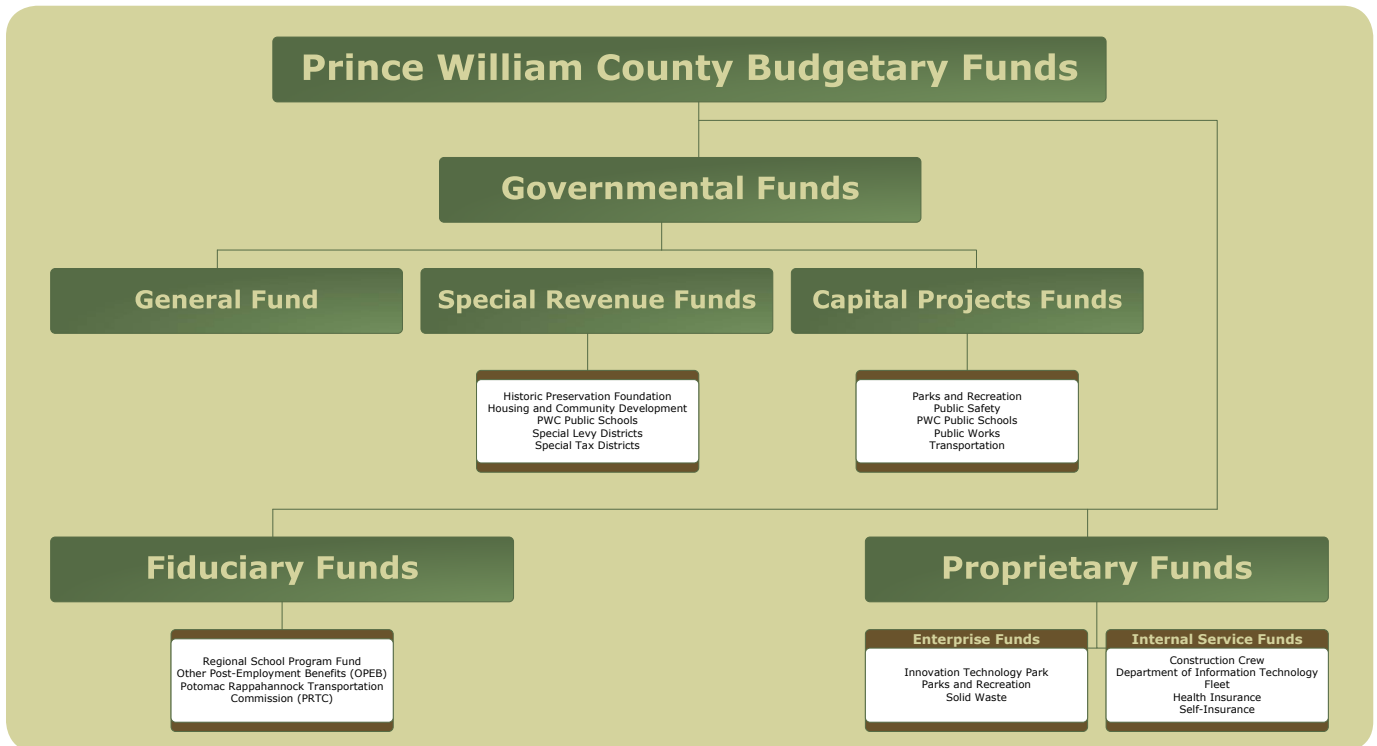 Prince William County Budgetary Funds
Governmental Funds
General Fund
Special Revenue Funds
Capital Projects Funds
Historic Preservation Foundation
Housing and Community Development
PWC Public Schools
Special Levy Districts
Special Tax Districts
Parks and Recreation
Public Safety
PWC Public Schools
Public Works
Transportation
Fiduciary Funds
Proprietary Funds
Regional School Program Fund
Other Post-Employment Benefits (OPEB)
Potomac Rappahannock Transportation
Commission (PRTC)
Enterprise Funds
Innovation Technology Park
Parks and Recreation
Solid Waste
Internal Service Funds
Construction Crew
Department of Information Technology
Fleet
Health Insurance
Self-Insurance